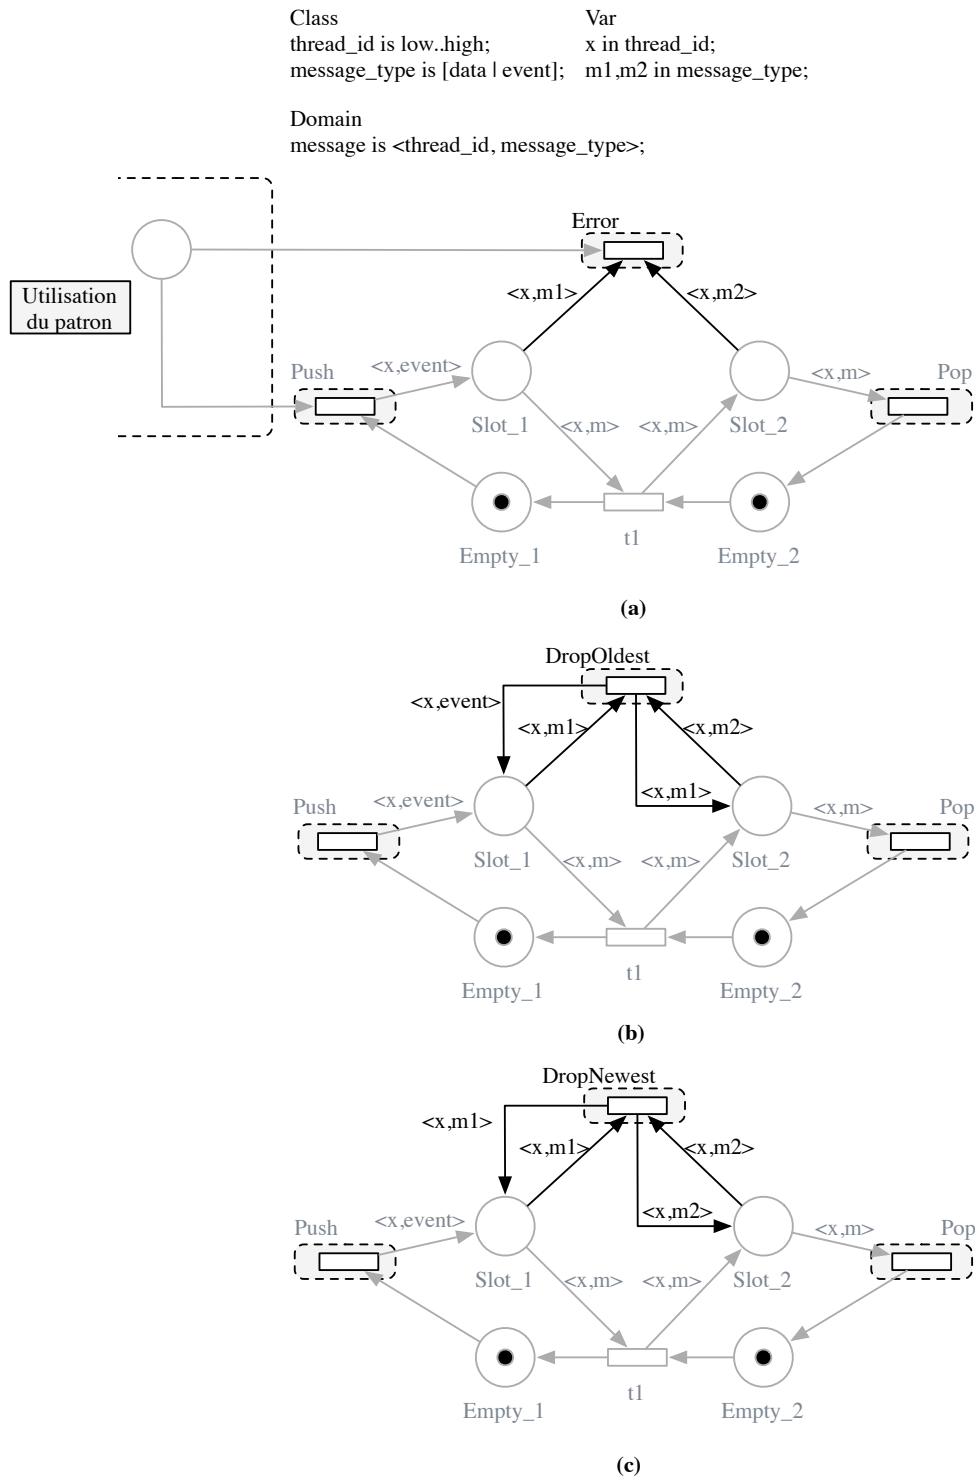 Class
thread_id is low..high;
message_type is [data | event];
Var
x in thread_id;
m1,m2 in message_type;
Domain
message is <thread_id, message_type>;
Error
Utilisation
du patron
<x,m1>
<x,m2>
Push
<x,event>
<x,m>
Pop
Slot_1
<x,m>
<x,m>
Slot_2
t1
Empty_1
Empty_2
(a)
DropOldest
<x,event>
<x,m1>
<x,m2>
<x,m1>
Push
<x,event>
<x,m>
Pop
Slot_1
<x,m>
<x,m>
Slot_2
t1
Empty_1
Empty_2
(b)
DropNewest
<x,m1>
<x,m1>
<x,m2>
<x,m2>
Push
<x,event>
<x,m>
Pop
Slot_1
<x,m>
<x,m>
Slot_2
t1
Empty_1
Empty_2
(c)